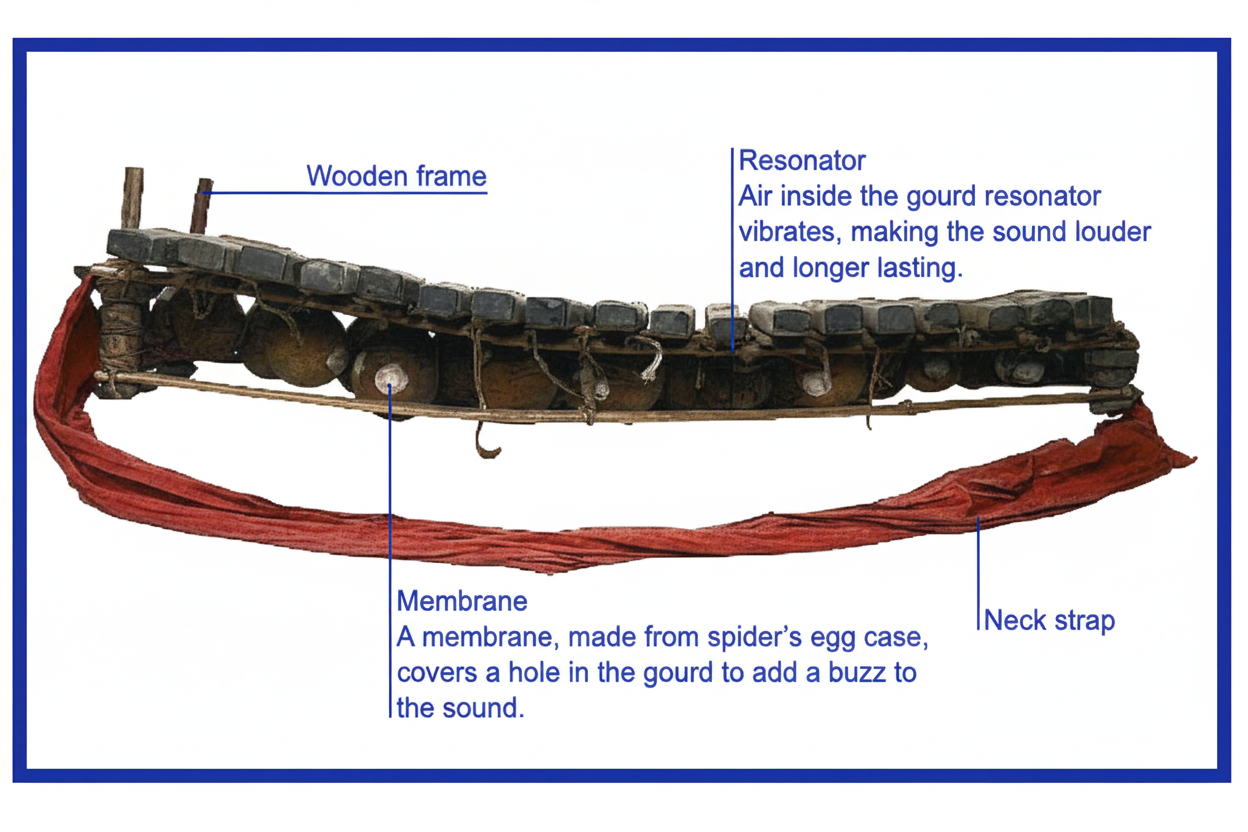 Wooden frame
Resonator
Air inside the gourd resonator
vibrates, making the sound louder
and longer lasting.
Membrane
A membrane, made from spider’s egg case,
covers a hole in the gourd to add a buzz to
the sound.
Neck strap